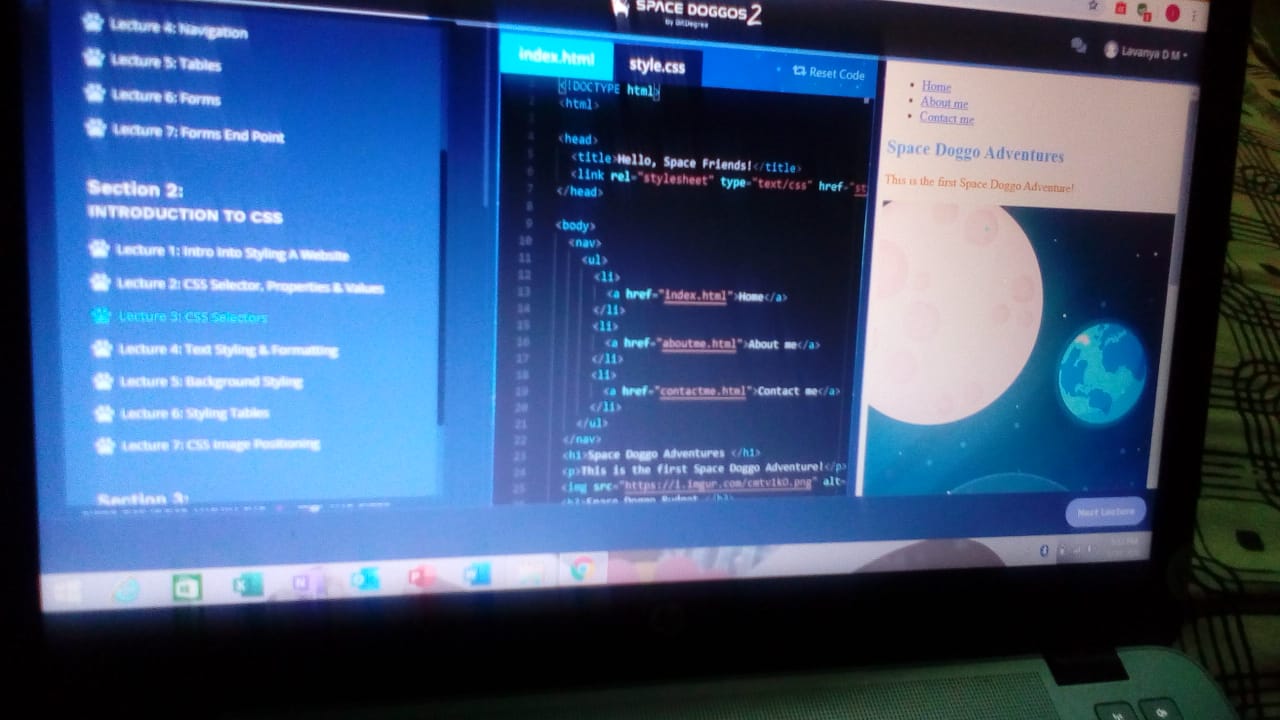 SPACE DOGGOS 2
by BitDegree
Lavanya D M
Lecture 4: Navigation
Lecture 5: Tables
Lecture 6: Forms
Lecture 7: Forms End Point
Section 2:
INTRODUCTION TO CSS
Lecture 1: Intro Into Styling A Website
Lecture 2: CSS Selector, Properties & Values
Lecture 3: CSS Selectors
Lecture 4: Text Styling & Formatting
Lecture 5: Background Styling
Lecture 6: Styling Tables
Lecture 7: CSS Image Positioning
Section 3:
index.html
style.css
Reset Code
<!DOCTYPE html>
2 <html>
3
4 <head>
5 <title>Hello, Space Friends!</title>
6 <link rel="stylesheet" type="text/css" href="st
7 </head>
8
9 <body>
10 <nav>
11 <ul>
12 <li>
13 <a href="index.html">Home</a>
14 </li>
15 <li>
16 <a href="aboutme.html">About me</a>
17 </li>
18 <li>
19 <a href="contactme.html">Contact me</a>
20 </li>
21 </ul>
22 </nav>
23 <h1>Space Doggo Adventures </h1>
24 <p>This is the first Space Doggo Adventure!</p>
25 <img src="https://i.imgur.com/cmtv1kO.png" alt=
Home
About me
Contact me
Space Doggo Adventures
This is the first Space Doggo Adventure!
Next Lecture